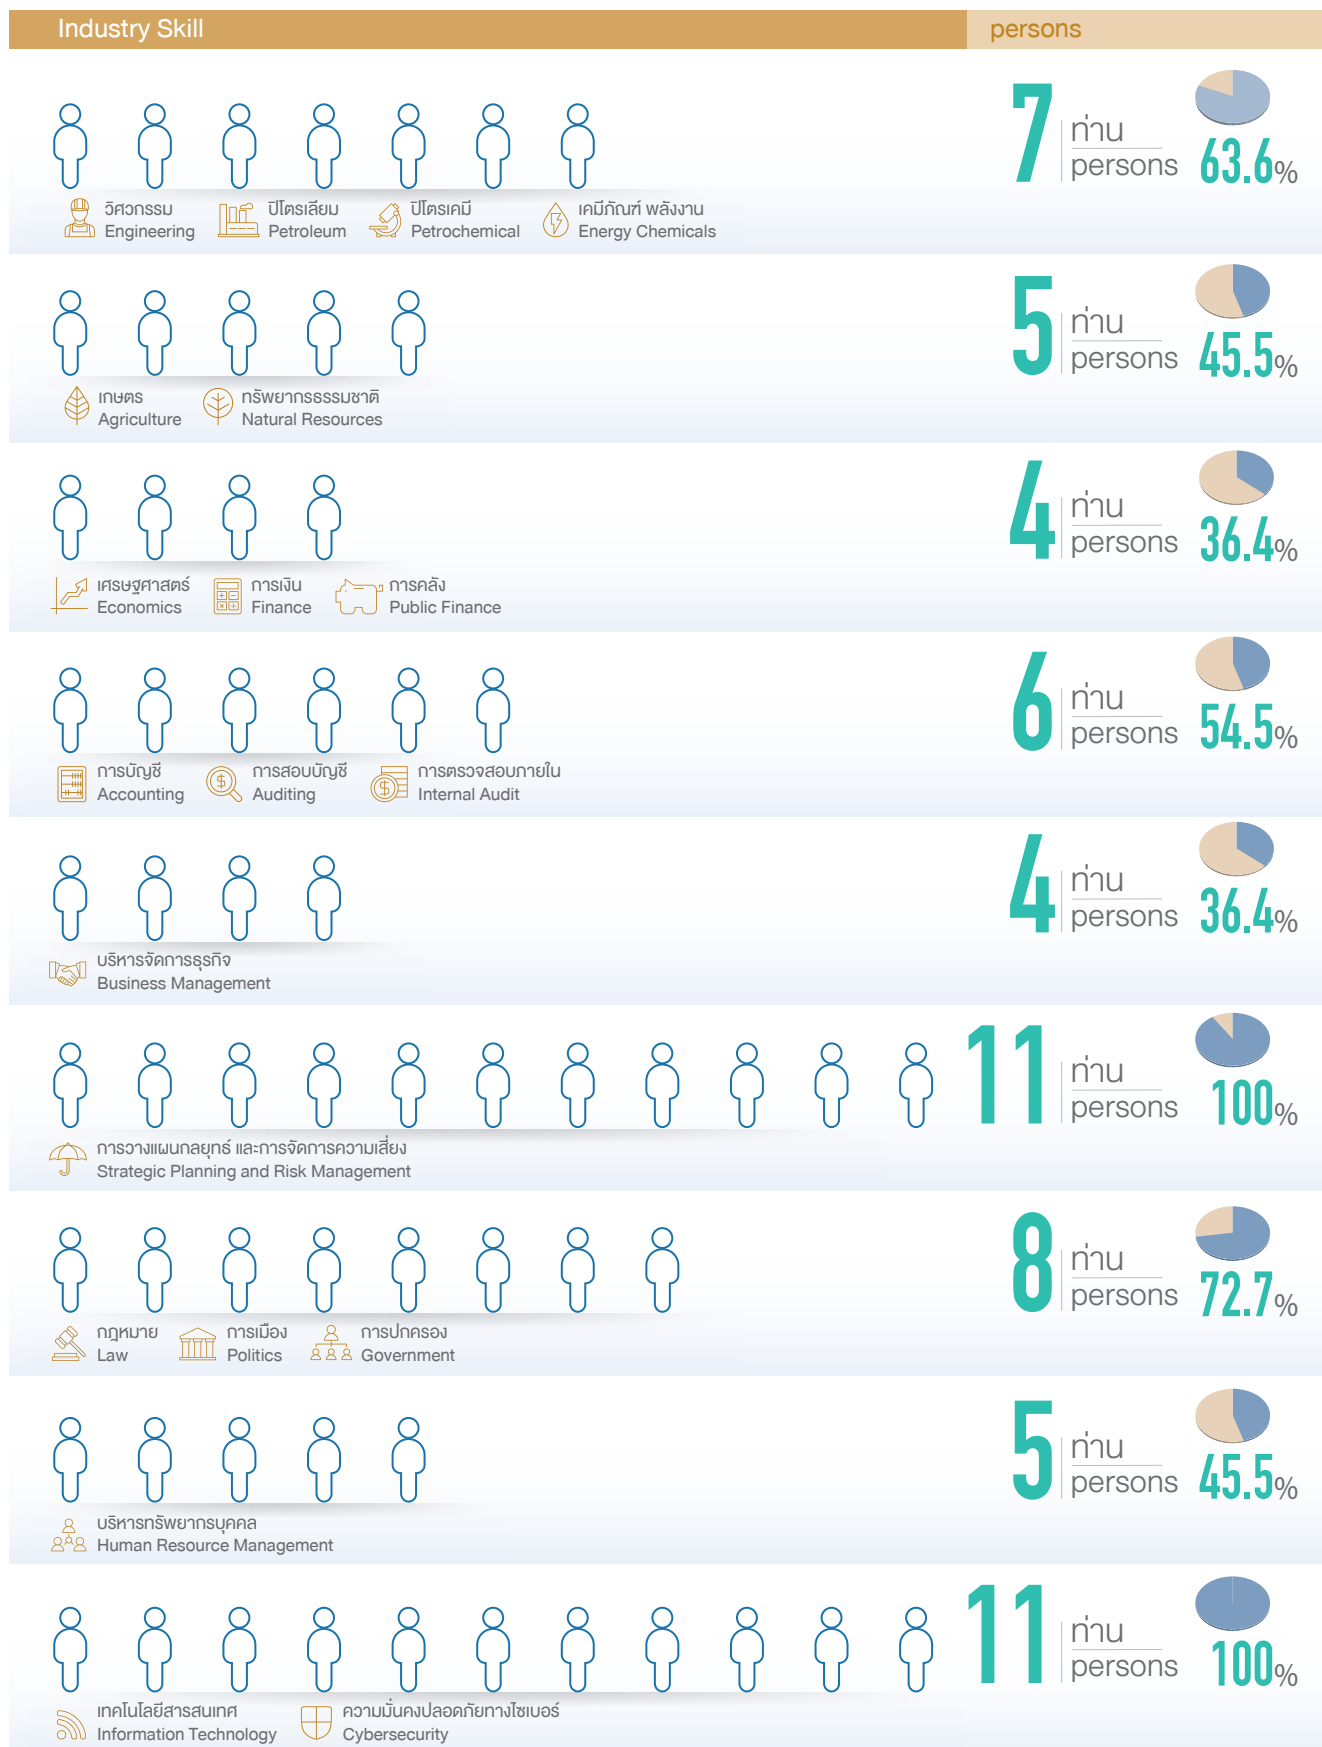 Industry Skill persons
7 ท่าน persons 63.6%
วิศวกรรม ปิโตรเลียม ปิโตรเคมี เคมีภัณฑ์ พลังงาน
Engineering Petroleum Petrochemical Energy Chemicals
5 ท่าน persons 45.5%
เกษตร ทรัพยากรธรรมชาติ
Agriculture Natural Resources
4 ท่าน persons 36.4%
เศรษฐศาสตร์ การเงิน การคลัง
Economics Finance Public Finance
6 ท่าน persons 54.5%
การบัญชี การสอบบัญชี การตรวจสอบภายใน
Accounting Auditing Internal Audit
4 ท่าน persons 36.4%
บริหารจัดการธุรกิจ
Business Management
11 ท่าน persons 100%
การวางแผนกลยุทธ์ และการจัดการความเสี่ยง
Strategic Planning and Risk Management
8 ท่าน persons 72.7%
กฎหมาย การเมือง การปกครอง
Law Politics Government
5 ท่าน persons 45.5%
บริหารทรัพยากรบุคคล
Human Resource Management
11 ท่าน persons 100%
เทคโนโลยีสารสนเทศ ความมั่นคงปลอดภัยทางไซเบอร์
Information Technology Cybersecurity